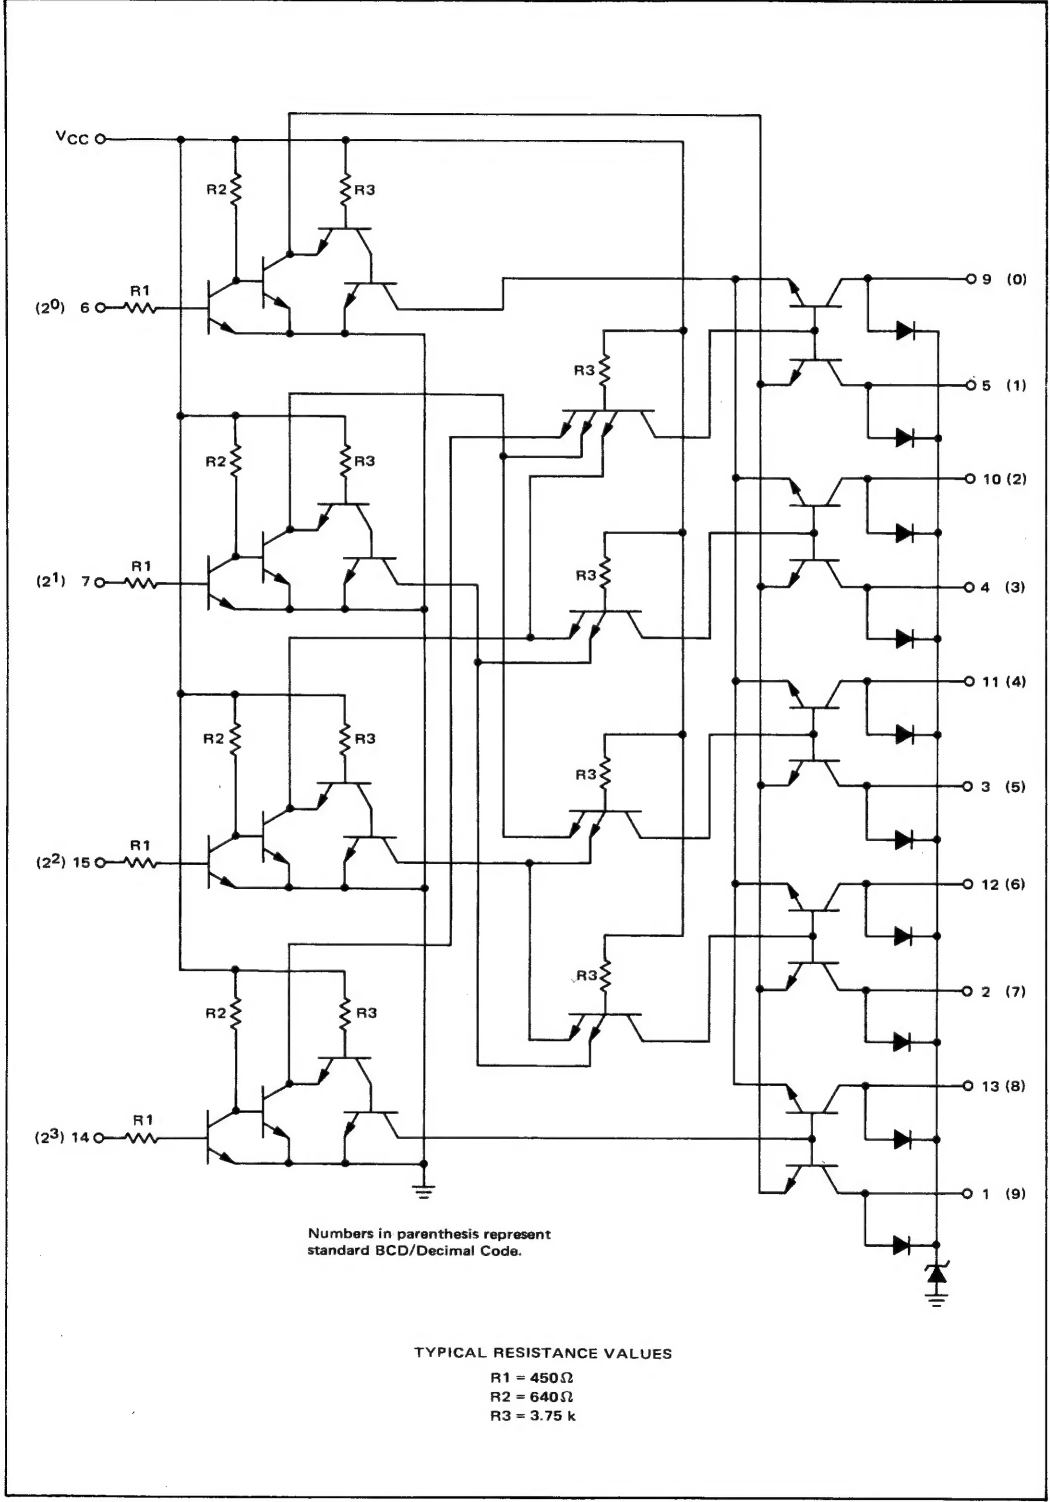 VCC
R2 R3
R1
(2⁰) 6
9 (0)
R3
5 (1)
R2 R3
10 (2)
R1
(2¹) 7
R3
4 (3)
11 (4)
R2 R3
R3
3 (5)
R1
(2²) 15
12 (6)
R3
2 (7)
R2 R3
13 (8)
R1
(2³) 14
1 (9)
Numbers in parenthesis represent
standard BCD/Decimal Code.
TYPICAL RESISTANCE VALUES
R1 = 450Ω
R2 = 640Ω
R3 = 3.75 k